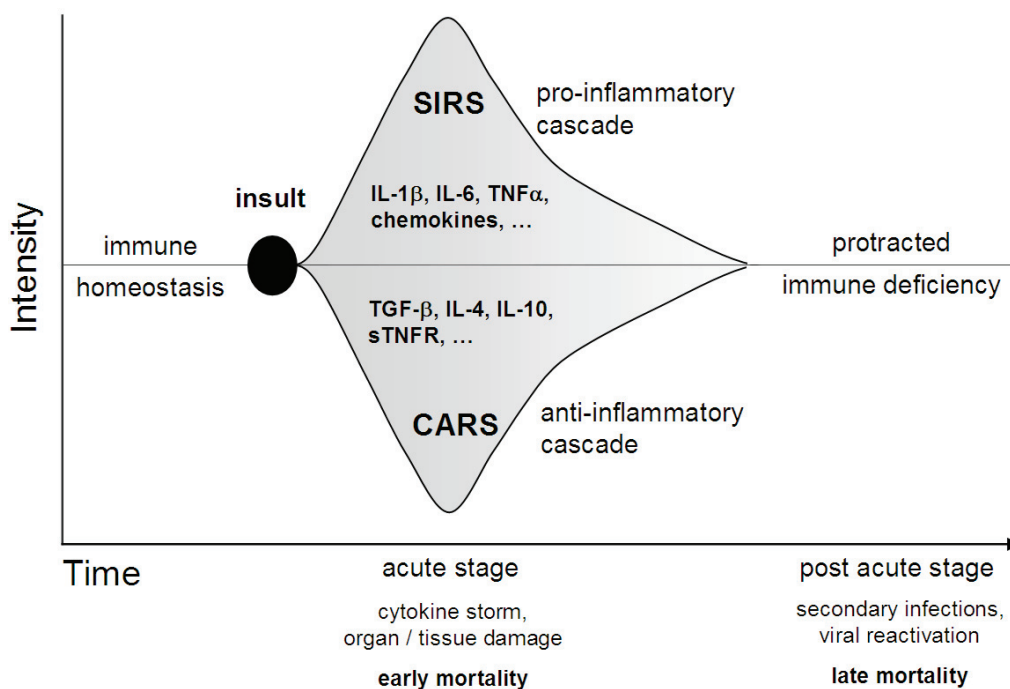 SIRS
pro-inflammatory
cascade
insult
IL-1β, IL-6, TNFα,
chemokines, ...
Intensity
immune
homeostasis
protracted
immune deficiency
TGF-β, IL-4, IL-10,
sTNFR, ...
CARS
anti-inflammatory
cascade
Time
acute stage
cytokine storm,
organ / tissue damage
early mortality
post acute stage
secondary infections,
viral reactivation
late mortality